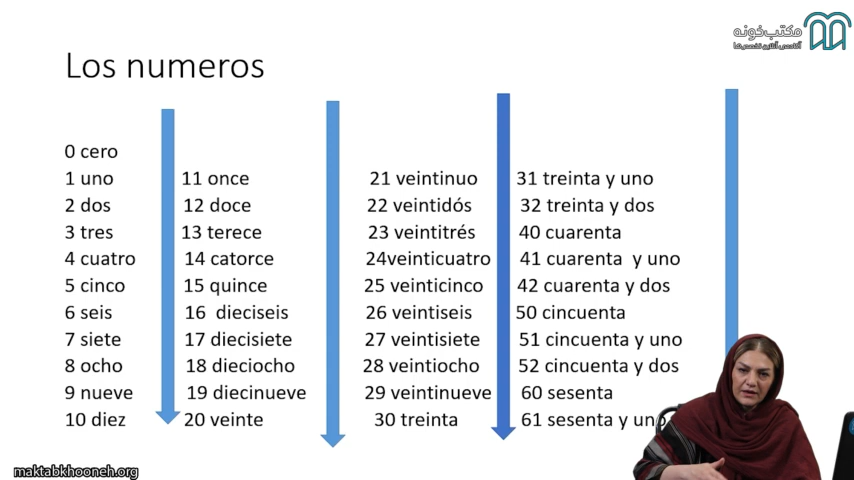 مکتب‌خونه
آکادمی آنلاین تخصص‌ها
Los numeros
0 cero
1 uno
2 dos
3 tres
4 cuatro
5 cinco
6 seis
7 siete
8 ocho
9 nueve
10 diez
11 once
12 doce
13 terece
14 catorce
15 quince
16 dieciseis
17 diecisiete
18 dieciocho
19 diecinueve
20 veinte
21 veintinuo
22 veintidós
23 veintitrés
24veinticuatro
25 veinticinco
26 veintiseis
27 veintisiete
28 veintiocho
29 veintinueve
30 treinta
31 treinta y uno
32 treinta y dos
40 cuarenta
41 cuarenta y uno
42 cuarenta y dos
50 cincuenta
51 cincuenta y uno
52 cincuenta y dos
60 sesenta
61 sesenta y uno
maktabkhooneh.org